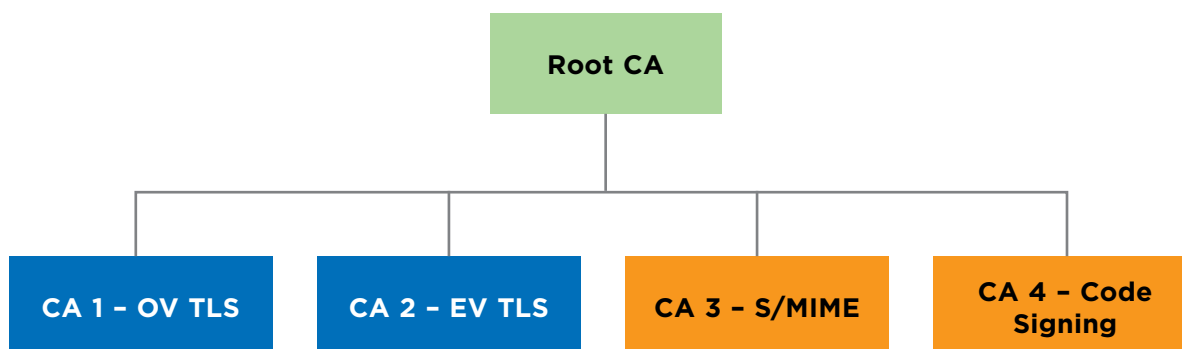 Root CA
CA 1 – OV TLS
CA 2 – EV TLS
CA 3 – S/MIME
CA 4 – Code
Signing